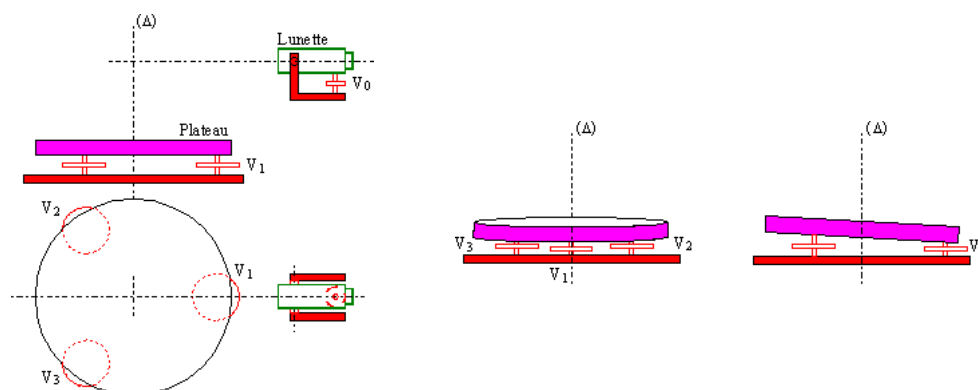 (Δ)
Lunette
V0
Plateau
V1
V2
V1
V3
(Δ)
V3
V2
V1
(Δ)
V